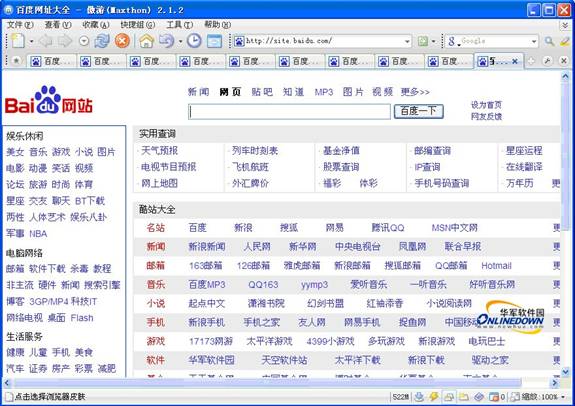 百度网址大全 - 傲游(Maxthon) 2.1.2
文件(F) 查看(V) 收藏(A) 快捷组(G) 工具(T) 帮助(H)
http://site.baidu.com/ Google
百度 百度 百度 百度 百度 百度 百度 百度 百度
Baidu网站
新闻 网页 贴吧 知道 MP3 图片 视频 更多>>
百度一下
设为首页
网友反馈
娱乐休闲
美女 音乐 游戏 小说 图片
电影 动漫 笑话 视频
论坛 旅游 时尚 体育
星座 交友 聊天 BT下载
两性 人体艺术 娱乐八卦
军事 NBA
电脑网络
邮箱 软件下载 杀毒 教程
非主流 硬件 新闻 搜索引擎
博客 3GP/MP4 科技IT
网络电视 桌面 Flash
生活服务
健康 儿童 手机 美食
汽车 证券 房产 彩票 减肥
实用查询
·天气预报 ·列车时刻表 ·基金净值 ·邮编查询 ·星座运程
·电视节目预报 ·飞机航班 ·股票查询 ·IP查询 ·在线翻译
·网上地图 ·外汇牌价 ·福彩 体彩 ·手机号码查询 ·万年历 更
酷站大全
名站 百度 新浪 搜狐 网易 腾讯QQ MSN中文网 更
新闻 新浪新闻 人民网 新华网 中央电视台 凤凰网 联合早报 更
邮箱 163邮箱 126邮箱 雅虎邮箱 新浪邮箱 搜狐邮箱 QQ邮箱 Hotmail 更
音乐 百度MP3 QQ163 yymp3 爱听音乐 一听音乐 好听音乐网 更
小说 起点中文 潇湘书院 幻剑书盟 红袖添香 小说阅读网
手机 新浪手机 手机之家 友人网 网易手机 捉鱼网 中国移动
游戏 17173网游 太平洋游戏 4399小游戏 多玩游戏 新浪游戏 电玩巴士 更
软件 华军软件园 天空软件站 太平洋下载 新浪下载 驱动之家 更
华军软件园
ONLINEDOWN
www.newhua.com
点击选择浏览器皮肤 522M 0 缩放:100%